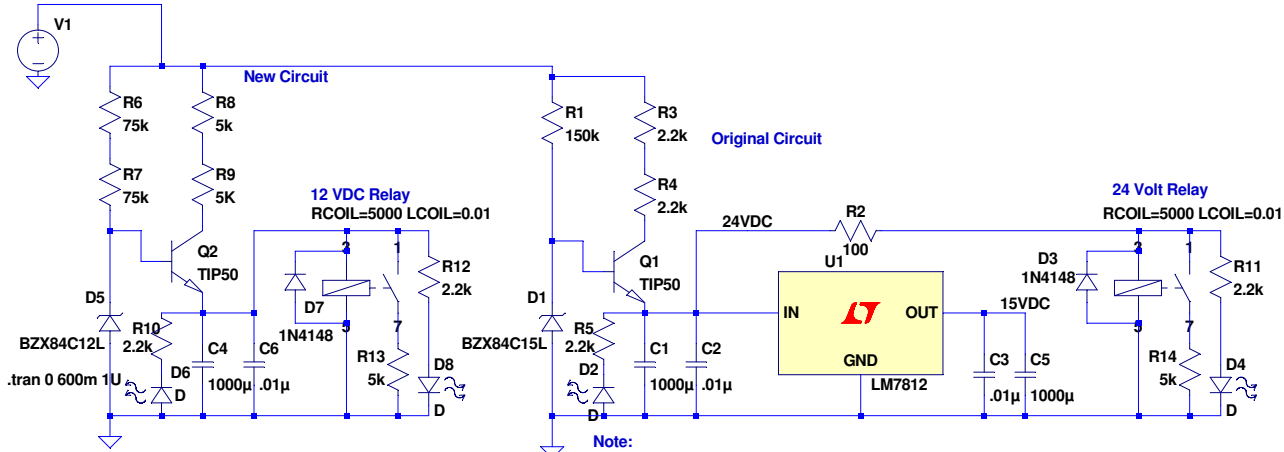 V1
New Circuit
R6
75k
R8
5k
R7
75k
R9
5K
12 VDC Relay
RCOIL=5000 LCOIL=0.01
Q2
TIP50
2
1
R12
2.2k
D5
D7
1N4148
BZX84C12L
R10
2.2k
5
7
C4
C6
R13
5k
D8
D6
D
1000µ
.01µ
D
.tran 0 600m 1U
R1
150k
R3
2.2k
Original Circuit
R4
2.2k
24VDC
R2
100
24 Volt Relay
RCOIL=5000 LCOIL=0.01
Q1
TIP50
U1
2
1
D3
1N4148
R11
2.2k
D1
IN
OUT
15VDC
BZX84C15L
R5
2.2k
5
7
C1
C2
GND
C3
C5
R14
5k
D4
D2
D
1000µ
.01µ
LM7812
.01µ
1000µ
D
Note: